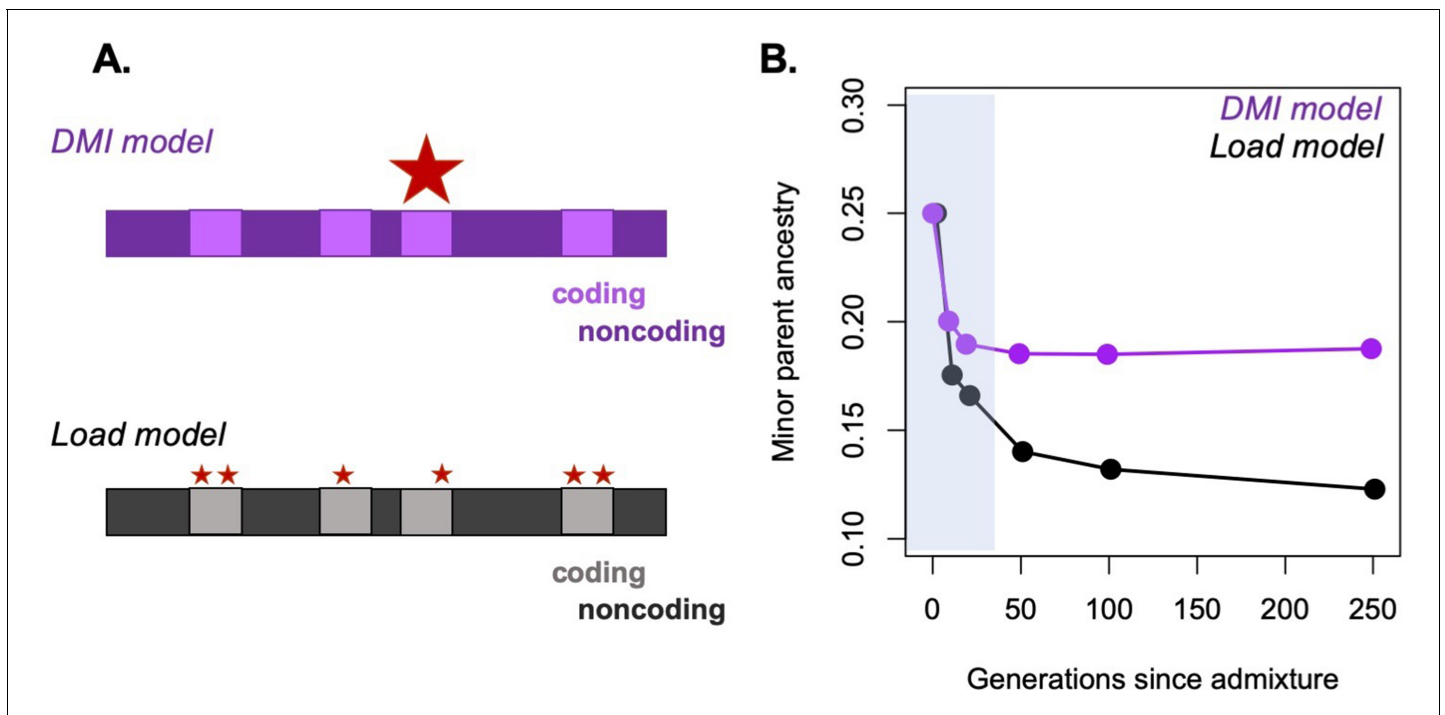 A.
DMI model
coding
noncoding
Load model
coding
noncoding
B.
DMI model
Load model
Minor parent ancestry
0.30
0.25
0.20
0.15
0.10
0 50 100 150 200 250
Generations since admixture